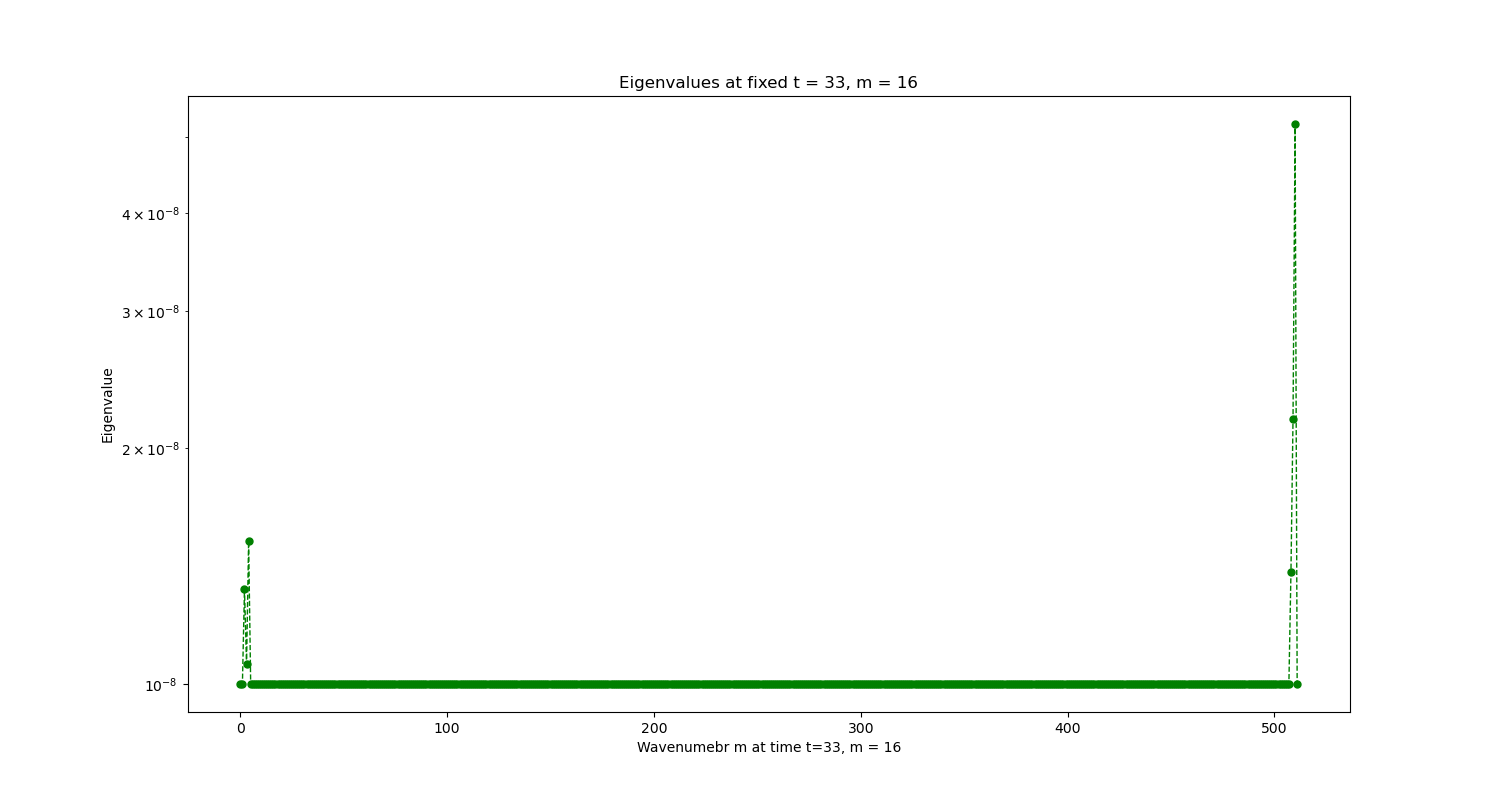 Eigenvalues at fixed t = 33, m = 16
Eigenvalue
4 × 10⁻⁸
3 × 10⁻⁸
2 × 10⁻⁸
10⁻⁸
0 100 200 300 400 500
Wavenumebr m at time t=33, m = 16